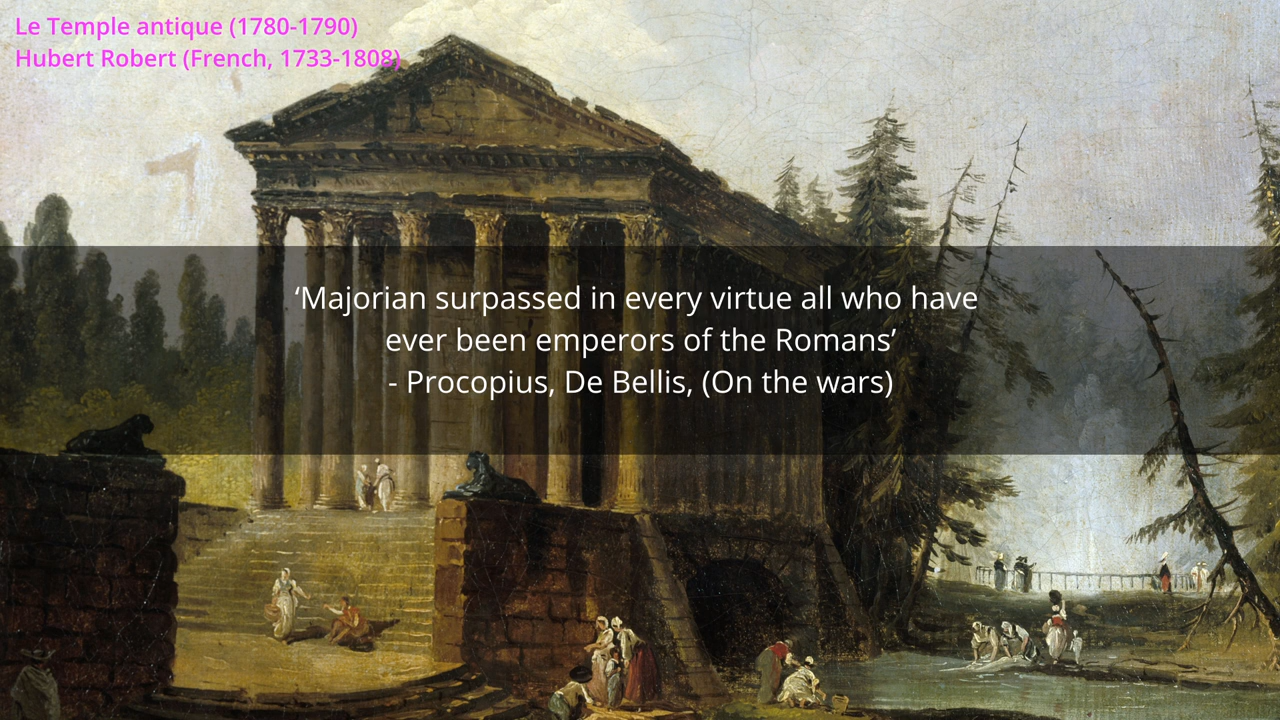 Le Temple antique (1780-1790)
Hubert Robert (French, 1733-1808)
‘Majorian surpassed in every virtue all who have
ever been emperors of the Romans’
- Procopius, De Bellis, (On the wars)